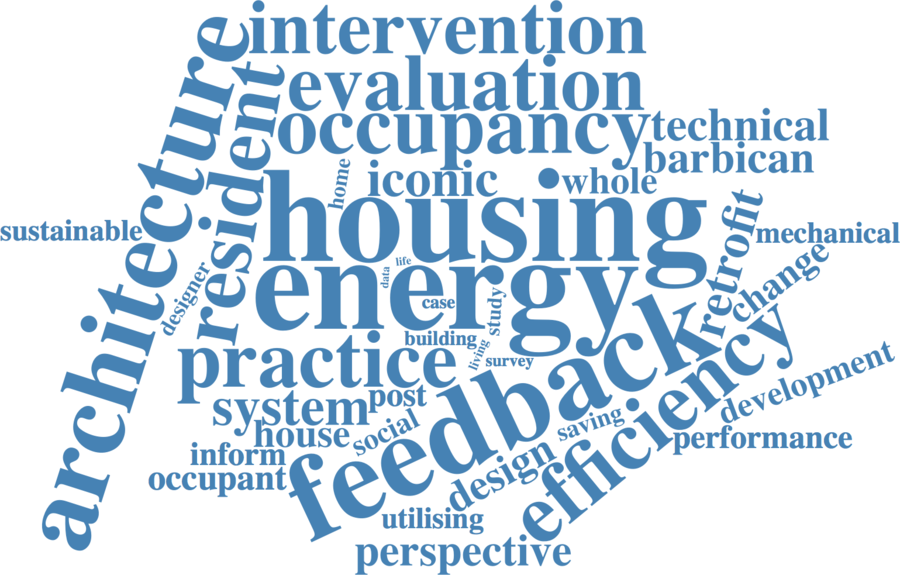 intervention
evaluation
occupancy
technical
barbican
architecture
resident
home
iconic
whole
housing
sustainable
retrofit
mechanical
designer
life
data
energy
change
case
study
building
living
survey
practice
feedback
efficiency
system
post
development
house
social
saving
performance
inform
occupant
design
utilising
perspective